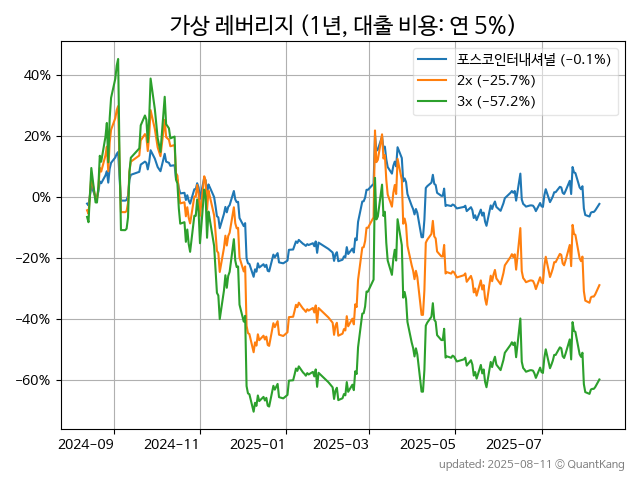 가상 레버리지 (1년, 대출 비용: 연 5%)
포스코인터내셔널 (−0.1%)
2x (−25.7%)
3x (−57.2%)
40%
20%
0%
−20%
−40%
−60%
2024-09 2024-11 2025-01 2025-03 2025-05 2025-07
updated: 2025-08-11 © QuantKang